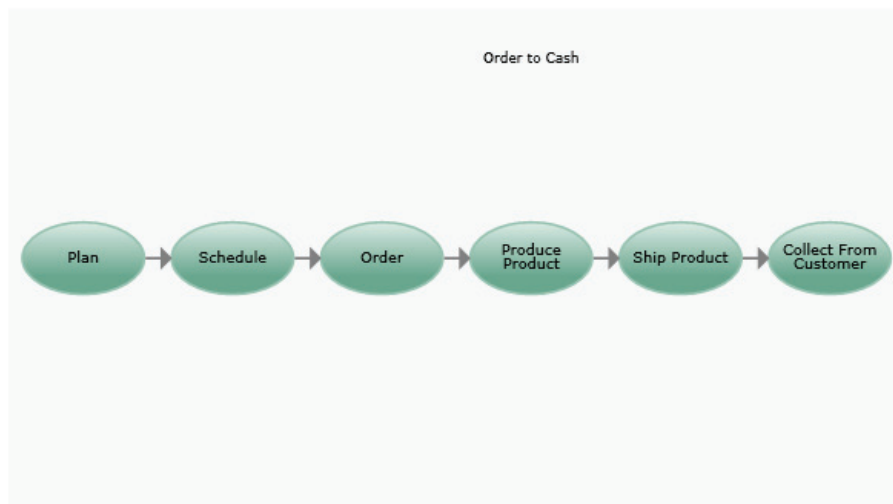 Order to Cash
Plan
Schedule
Order
Produce
Product
Ship Product
Collect From
Customer